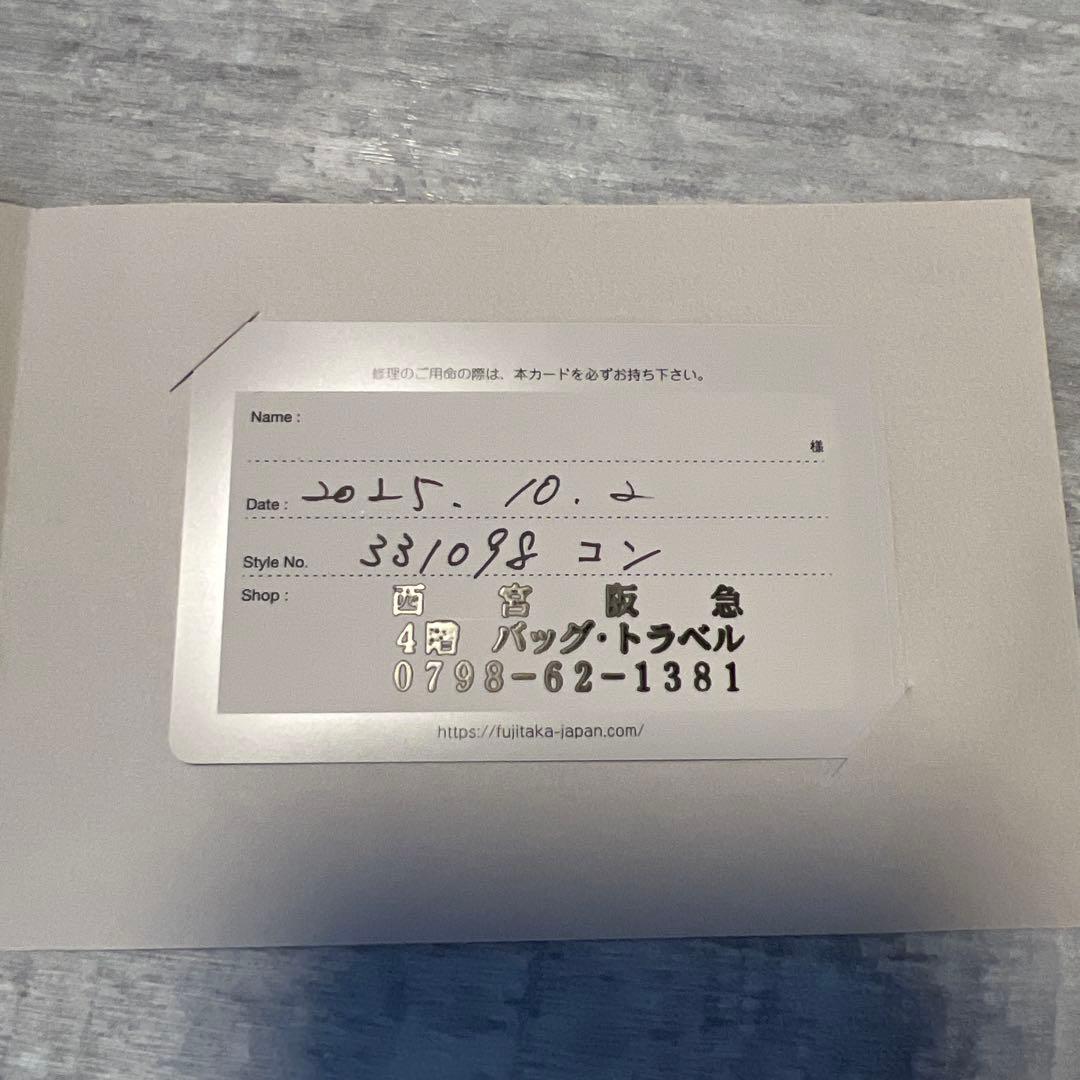 修理のご用命の際は、本カードを必ずお持ち下さい。
Name :
様
Date : 2025. 10. 2
Style No. 331098 コン
Shop : 西宮阪急
4階 バッグ・トラベル
0798-62-1381
https://fujitaka-japan.com/